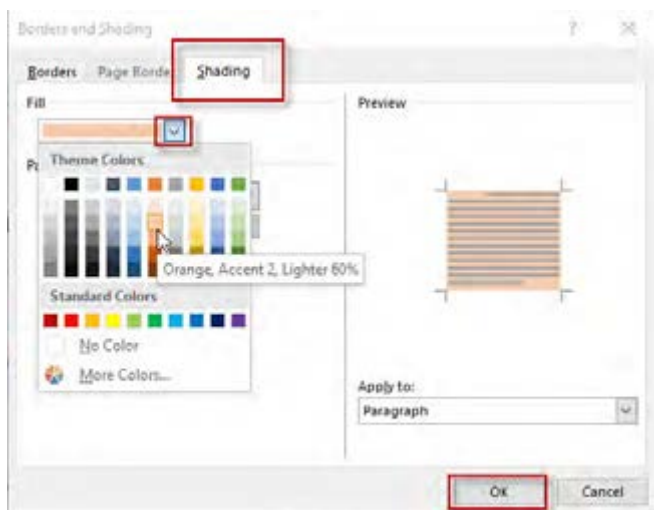 Borders and Shading
Borders Page Borde Shading
Fill
Preview
Theme Colors
Orange, Accent 2, Lighter 60%
Standard Colors
No Color
More Colors...
Apply to:
Paragraph
OK Cancel